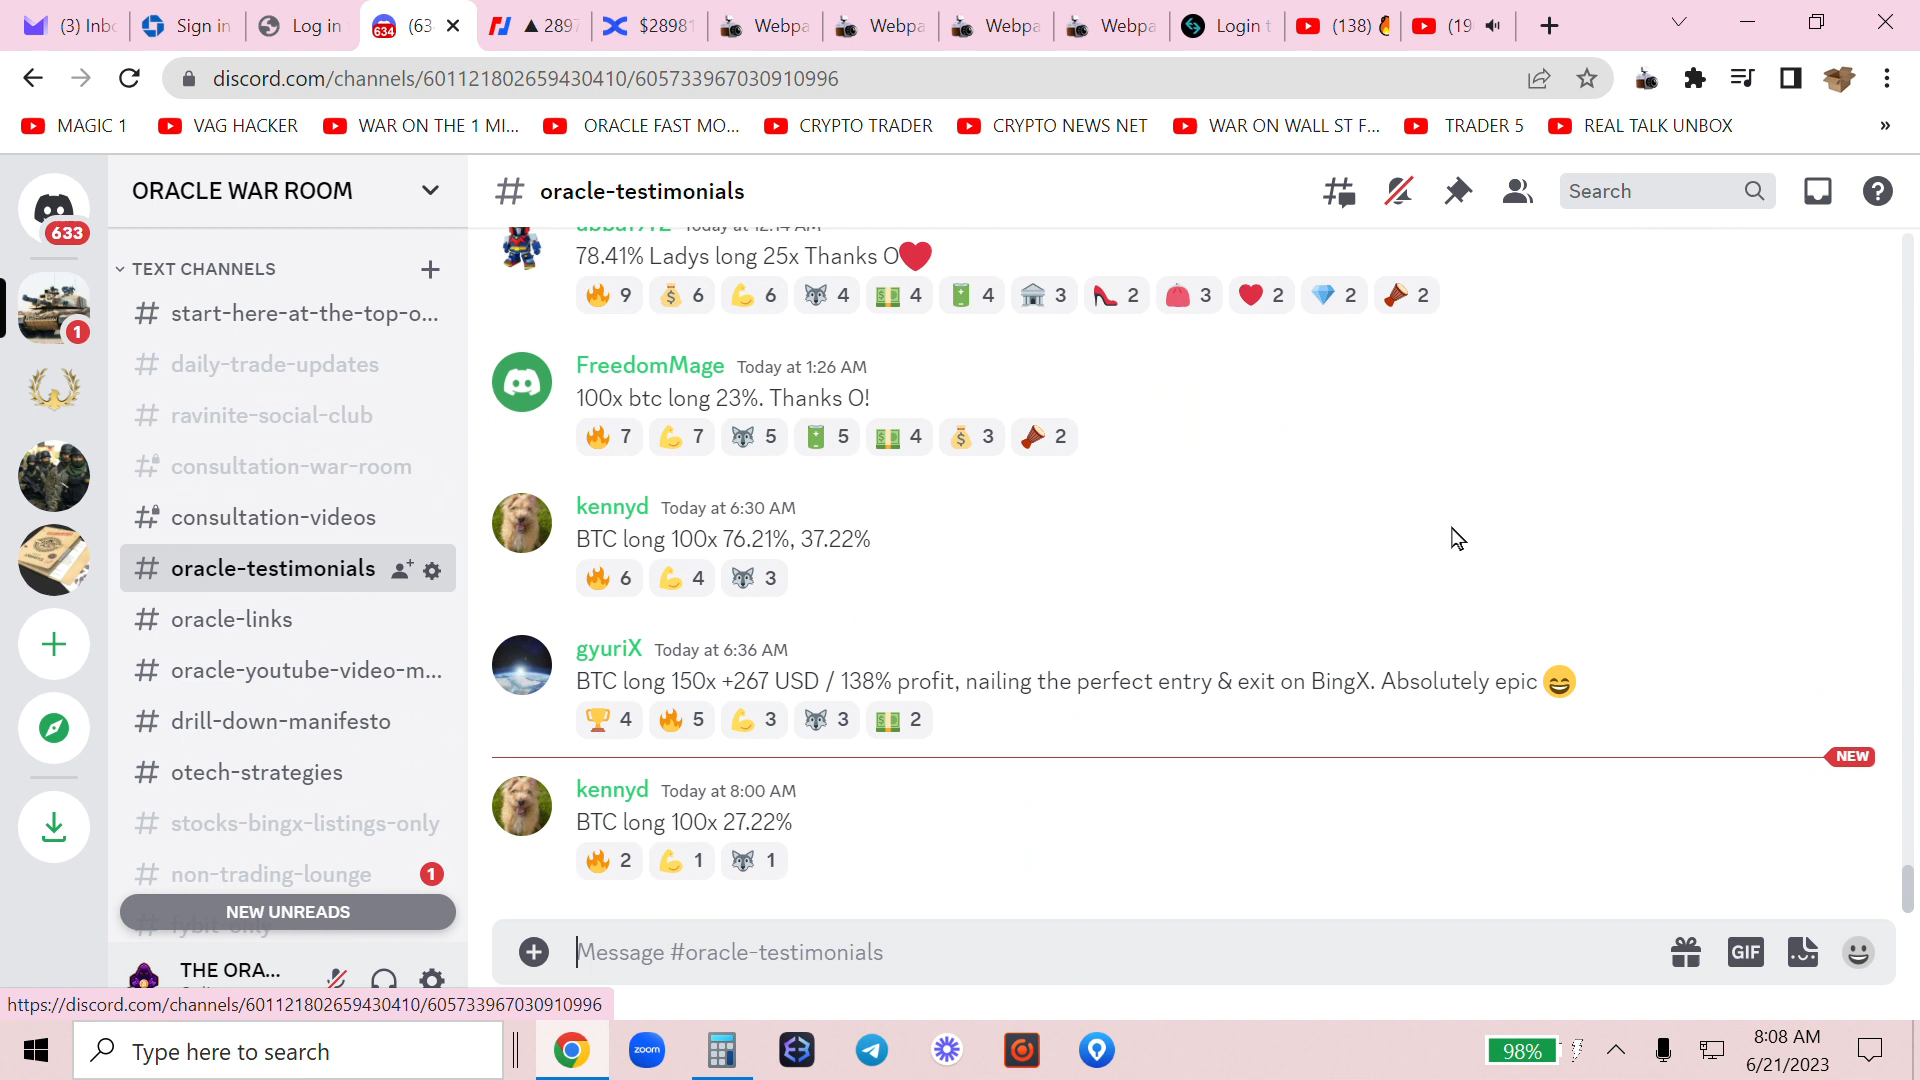 (3) Inbo
Sign in
Log in
634
(63
▲ 2897
$28981
Webpa
Webpa
Webpa
Webpa
Login t
(138)
(19
discord.com/channels/601121802659430410/605733967030910996
MAGIC 1
VAG HACKER
WAR ON THE 1 MI...
ORACLE FAST MO...
CRYPTO TRADER
CRYPTO NEWS NET
WAR ON WALL ST F...
TRADER 5
REAL TALK UNBOX
»
633
1
ORACLE WAR ROOM
TEXT CHANNELS
# start-here-at-the-top-o...
# daily-trade-updates
# ravinite-social-club
# consultation-war-room
# consultation-videos
# oracle-testimonials
# oracle-links
# oracle-youtube-video-m...
# drill-down-manifesto
# otech-strategies
# stocks-bingx-listings-only
# non-trading-lounge 1
NEW UNREADS
THE ORA...
# oracle-testimonials
Search
Today at 12:14 AM
78.41% Ladys long 25x Thanks O❤️
🔥 9 💰 6 💪 6 🐺 4 💵 4 🔋 4 🏛️ 3 👠 2 👛 3 ❤️ 2 💎 2 🪘 2
FreedomMage Today at 1:26 AM
100x btc long 23%. Thanks O!
🔥 7 💪 7 🐺 5 🔋 5 💵 4 💰 3 🪘 2
kennyd Today at 6:30 AM
BTC long 100x 76.21%, 37.22%
🔥 6 💪 4 🐺 3
gyuriX Today at 6:36 AM
BTC long 150x +267 USD / 138% profit, nailing the perfect entry & exit on BingX. Absolutely epic 😄
🏆 4 🔥 5 💪 3 🐺 3 💵 2
NEW
kennyd Today at 8:00 AM
BTC long 100x 27.22%
🔥 2 💪 1 🐺 1
Message #oracle-testimonials
GIF
https://discord.com/channels/601121802659430410/605733967030910996
Type here to search
zoom
98%
8:08 AM
6/21/2023